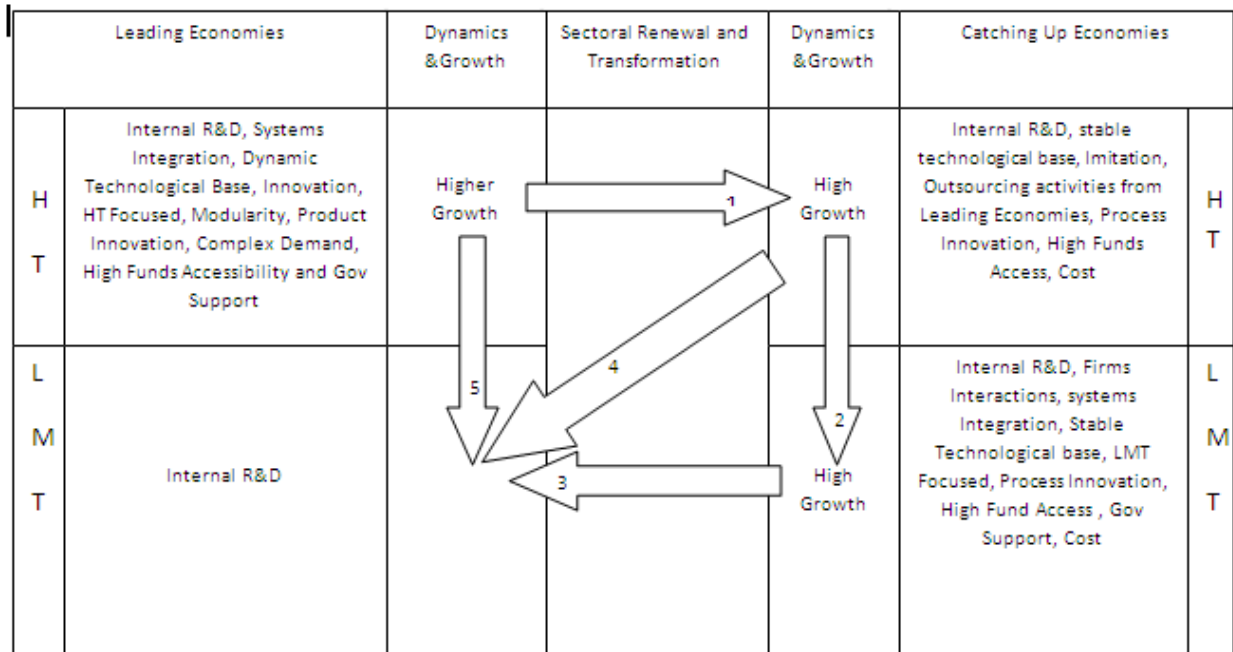 Leading Economies
Dynamics
&Growth
Sectoral Renewal and
Transformation
Dynamics
&Growth
Catching Up Economies
H
T
Internal R&D, Systems
Integration, Dynamic
Technological Base, Innovation,
HT Focused, Modularity, Product
Innovation, Complex Demand,
High Funds Accessibility and Gov
Support
Higher
Growth
1
High
Growth
Internal R&D, stable
technological base, Imitation,
Outsourcing activities from
Leading Economies, Process
Innovation, High Funds
Access, Cost
H
T
L
M
T
Internal R&D
5
4
3
2
High
Growth
Internal R&D, Firms
Interactions, systems
Integration, Stable
Technological base, LMT
Focused, Process Innovation,
High Fund Access , Gov
Support, Cost
L
M
T